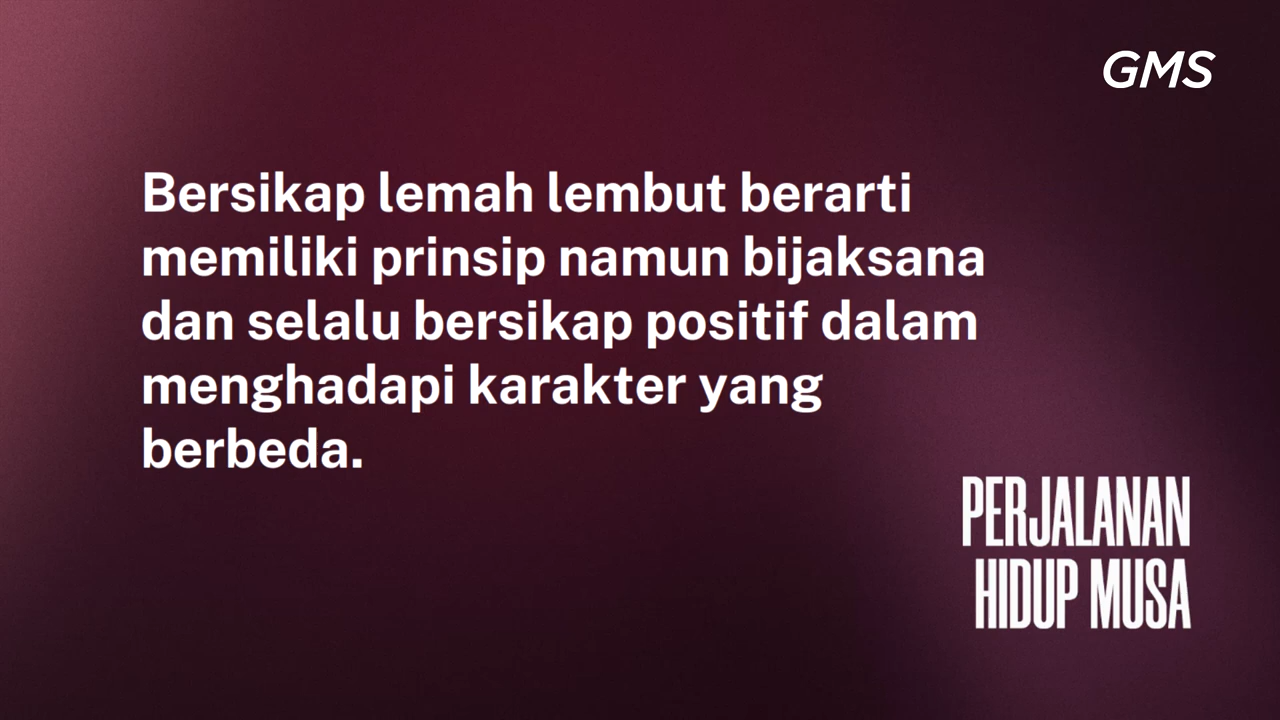 GMS
Bersikap lemah lembut berarti
memiliki prinsip namun bijaksana
dan selalu bersikap positif dalam
menghadapi karakter yang
berbeda.
PERJALANAN
HIDUP MUSA